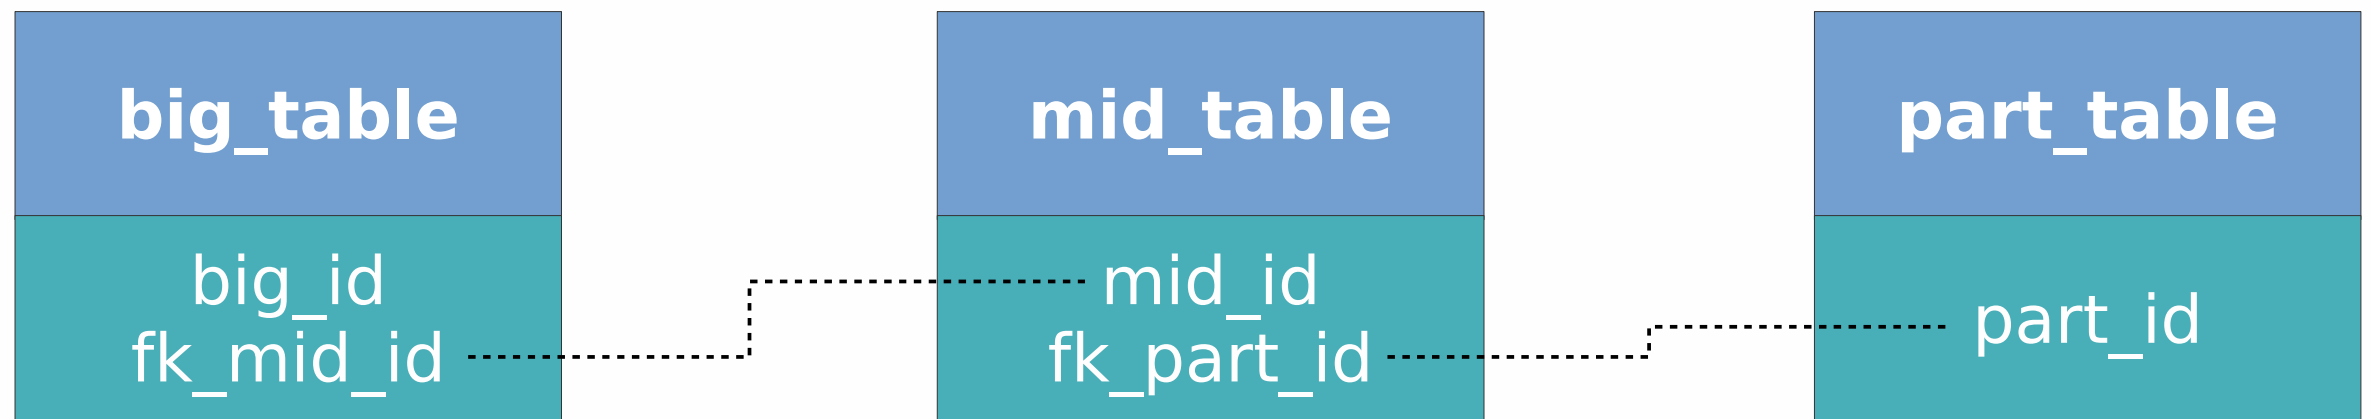 big_table
big_id
fk_mid_id
mid_table
mid_id
fk_part_id
part_table
part_id